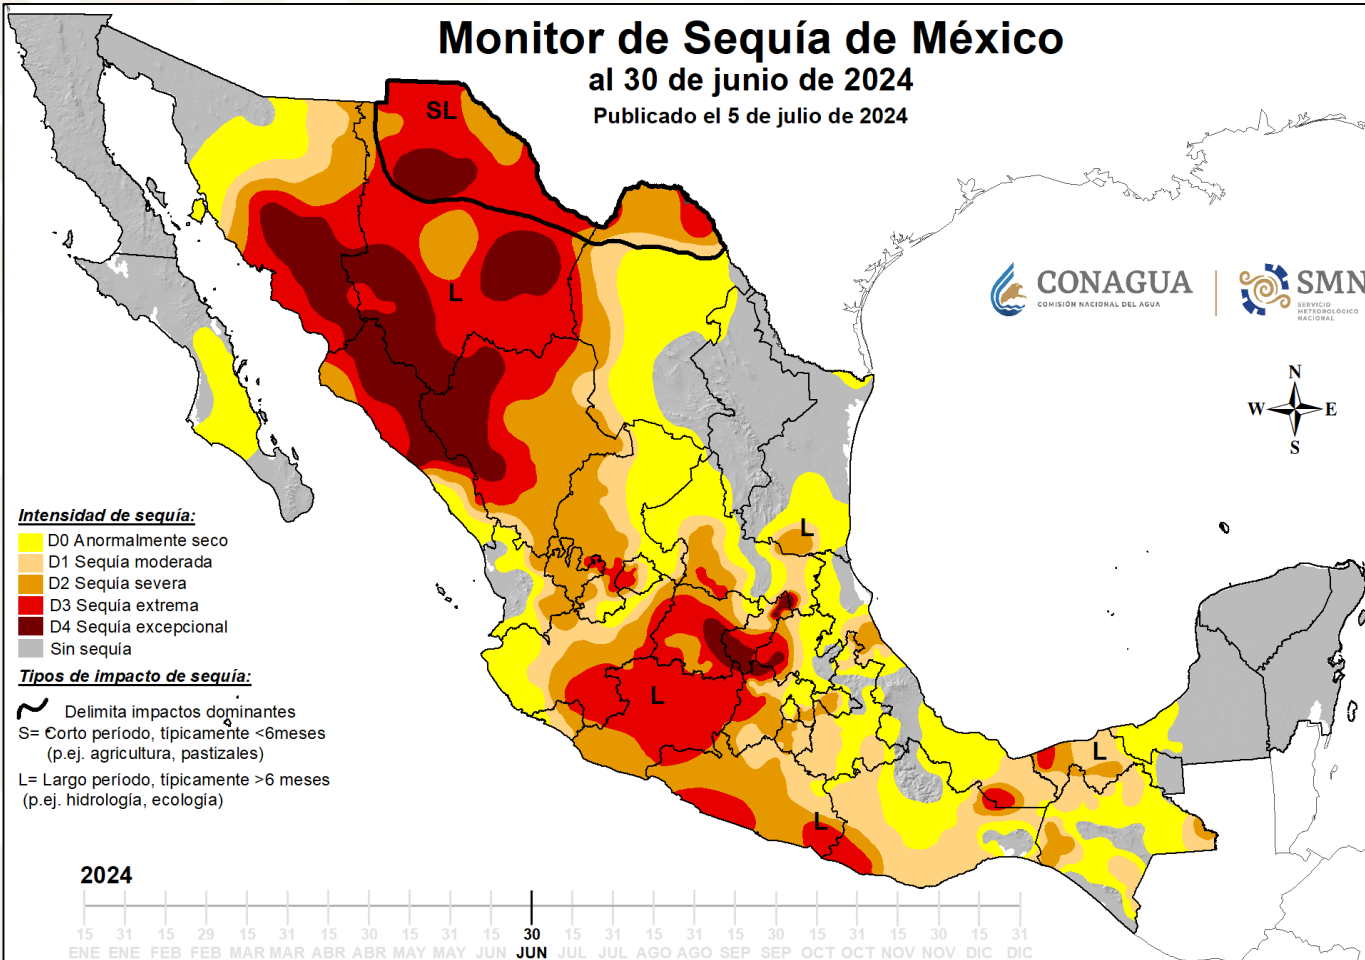 Monitor de Sequía de México
al 30 de junio de 2024
Publicado el 5 de julio de 2024
SL
L
L
L
L
L
CONAGUA
COMISIÓN NACIONAL DEL AGUA
SMN
SERVICIO
METEOROLÓGICO
NACIONAL
N
W E
S
Intensidad de sequía:
D0 Anormalmente seco
D1 Sequía moderada
D2 Sequía severa
D3 Sequía extrema
D4 Sequía excepcional
Sin sequía
Tipos de impacto de sequía:
Delimita impactos dominantes
S= Corto período, típicamente <6meses
(p.ej. agricultura, pastizales)
L= Largo período, típicamente >6 meses
(p.ej. hidrología, ecología)
2024
15 31 15 29 15 31 15 30 15 31 15 30 15 31 15 31 15 30 15 31 15 30 15 31
ENE ENE FEB FEB MAR MAR ABR ABR MAY MAY JUN JUN JUL JUL AGO AGO SEP SEP OCT OCT NOV NOV DIC DIC